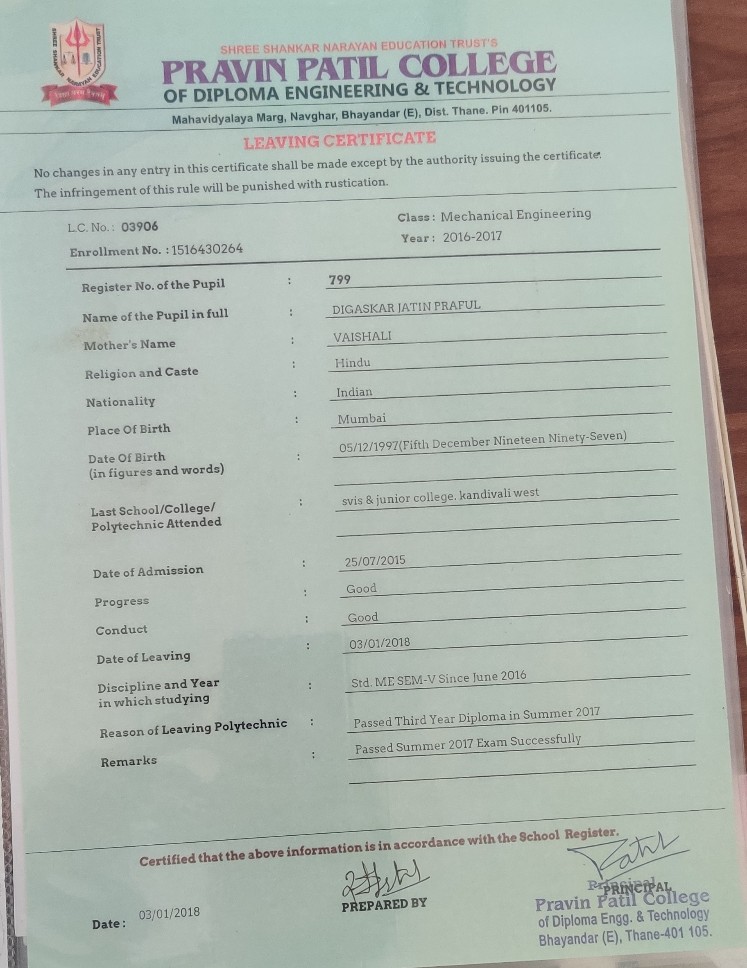 SHREE SHANKAR NARAYAN EDUCATION TRUST'S
PRAVIN PATIL COLLEGE
OF DIPLOMA ENGINEERING & TECHNOLOGY
Mahavidyalaya Marg, Navghar, Bhayandar (E), Dist. Thane. Pin 401105.
LEAVING CERTIFICATE
No changes in any entry in this certificate shall be made except by the authority issuing the certificate.
The infringement of this rule will be punished with rustication.
L.C. No.: 03906
Class: Mechanical Engineering
Enrollment No. : 1516430264
Year: 2016-2017
Register No. of the Pupil : 799
Name of the Pupil in full : DIGASKAR JATIN PRAFUL
Mother's Name : VAISHALI
Religion and Caste : Hindu
Nationality : Indian
Place Of Birth : Mumbai
Date Of Birth : 05/12/1997(Fifth December Nineteen Ninety-Seven)
(in figures and words)
Last School/College/ : svis & junior college. kandivali west
Polytechnic Attended
Date of Admission : 25/07/2015
Progress : Good
Conduct : Good
Date of Leaving : 03/01/2018
Discipline and Year : Std. ME SEM-V Since June 2016
in which studying
Reason of Leaving Polytechnic : Passed Third Year Diploma in Summer 2017
Remarks : Passed Summer 2017 Exam Successfully
Certified that the above information is in accordance with the School Register.
Patil
PREPARED BY
Principal
PRINCIPAL
Pravin Patil College
of Diploma Engg. & Technology
Bhayandar (E), Thane-401 105.
Date: 03/01/2018